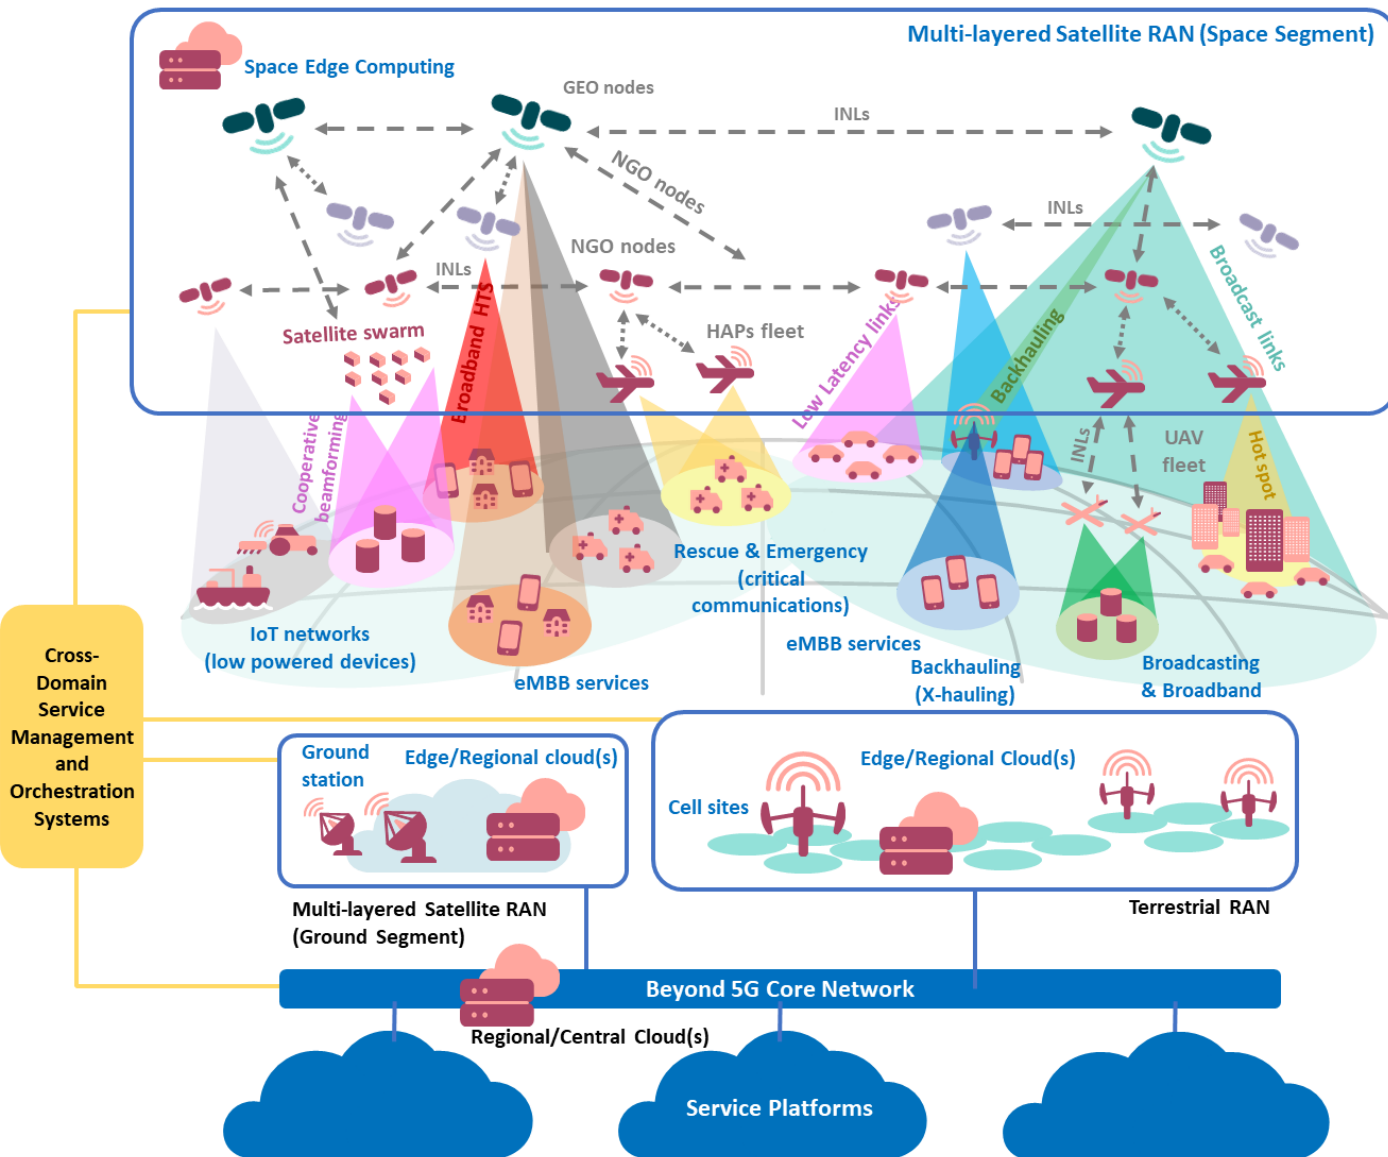 Multi-layered Satellite RAN (Space Segment)
Space Edge Computing
GEO nodes
INLs
NGO nodes
INLs
NGO nodes
INLs
Broadcast links
Satellite swarm
Broadband HTS
HAPs fleet
Low Latency links
Backhauling
Cooperative
beamforming
INLs
UAV
fleet
Hot spot
Rescue & Emergency
(critical
communications)
IoT networks
(low powered devices)
eMBB services
eMBB services
Backhauling
(X-hauling)
Broadcasting
& Broadband
Cross-
Domain
Service
Management
and
Orchestration
Systems
Ground
station
Edge/Regional cloud(s)
Edge/Regional Cloud(s)
Cell sites
Multi-layered Satellite RAN
(Ground Segment)
Terrestrial RAN
Beyond 5G Core Network
Regional/Central Cloud(s)
Service Platforms